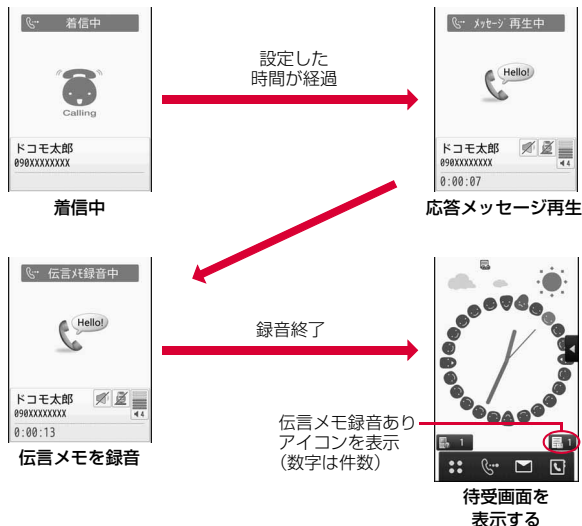 着信中
Calling
ドコモ太郎
090XXXXXXXX
着信中
設定した
時間が経過
メッセージ再生中
Hello!
ドコモ太郎
090XXXXXXXX
4
0:00:07
応答メッセージ再生
伝言メモ録音中
Hello!
ドコモ太郎
090XXXXXXXX
4
0:00:13
伝言メモを録音
録音終了
伝言メモ録音あり
アイコンを表示
（数字は件数）
1
1
待受画面を
表示する